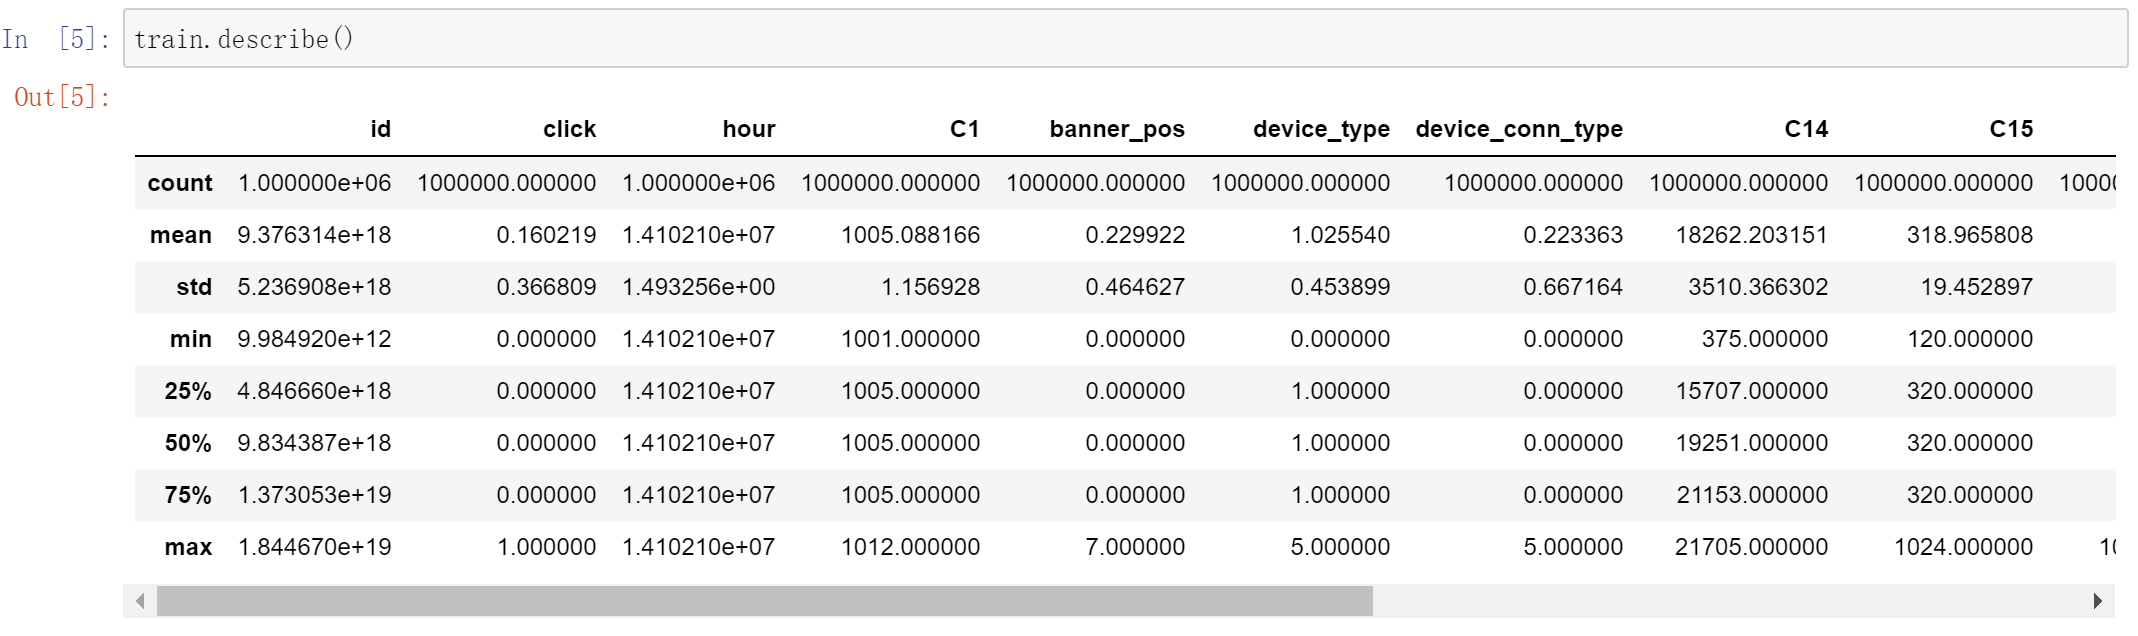 In [5]: train.describe()
Out[5]:
id click hour C1 banner_pos device_type device_conn_type C14 C15
count 1.000000e+06 1000000.000000 1.000000e+06 1000000.000000 1000000.000000 1000000.000000 1000000.000000 1000000.000000 1000000.000000 1000
mean 9.376314e+18 0.160219 1.410210e+07 1005.088166 0.229922 1.025540 0.223363 18262.203151 318.965808
std 5.236908e+18 0.366809 1.493256e+00 1.156928 0.464627 0.453899 0.667164 3510.366302 19.452897
min 9.984920e+12 0.000000 1.410210e+07 1001.000000 0.000000 0.000000 0.000000 375.000000 120.000000
25% 4.846660e+18 0.000000 1.410210e+07 1005.000000 0.000000 1.000000 0.000000 15707.000000 320.000000
50% 9.834387e+18 0.000000 1.410210e+07 1005.000000 0.000000 1.000000 0.000000 19251.000000 320.000000
75% 1.373053e+19 0.000000 1.410210e+07 1005.000000 0.000000 1.000000 0.000000 21153.000000 320.000000
max 1.844670e+19 1.000000 1.410210e+07 1012.000000 7.000000 5.000000 5.000000 21705.000000 1024.000000 1